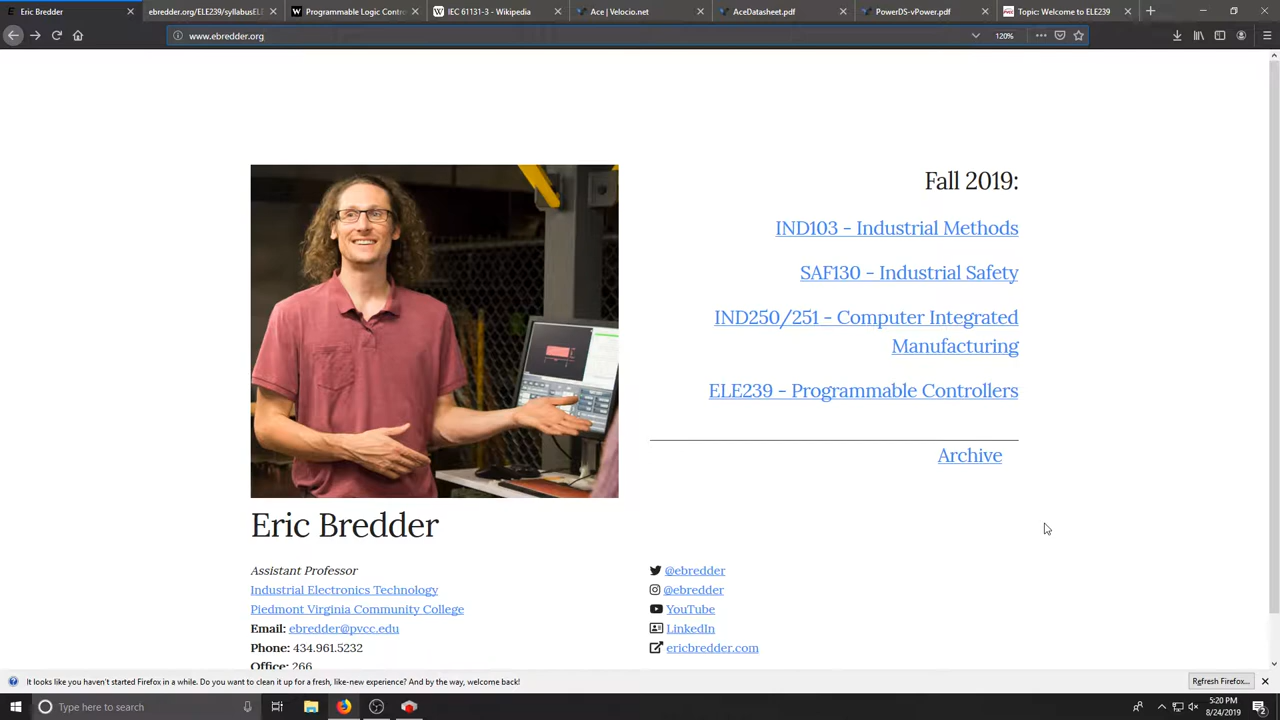 Eric Bredder
ebredder.org/ELE239/syllabusEL
Programmable Logic Contr
IEC 61131-3 - Wikipedia
Ace | Velocio.net
AceDatasheet.pdf
PowerDS-vPower.pdf
Topic: Welcome to ELE239
www.ebredder.org
120%
Fall 2019:
IND103 - Industrial Methods
SAF130 - Industrial Safety
IND250/251 - Computer Integrated
Manufacturing
ELE239 - Programmable Controllers
Archive
Eric Bredder
Assistant Professor
Industrial Electronics Technology
Piedmont Virginia Community College
Email: ebredder@pvcc.edu
Phone: 434.961.5232
Office: 266
@ebredder
@ebredder
YouTube
LinkedIn
ericbredder.com
It looks like you haven't started Firefox in a while. Do you want to clean it up for a fresh, like-new experience? And by the way, welcome back!
Refresh Firefox...
Type here to search
5:20 PM
8/24/2019
2